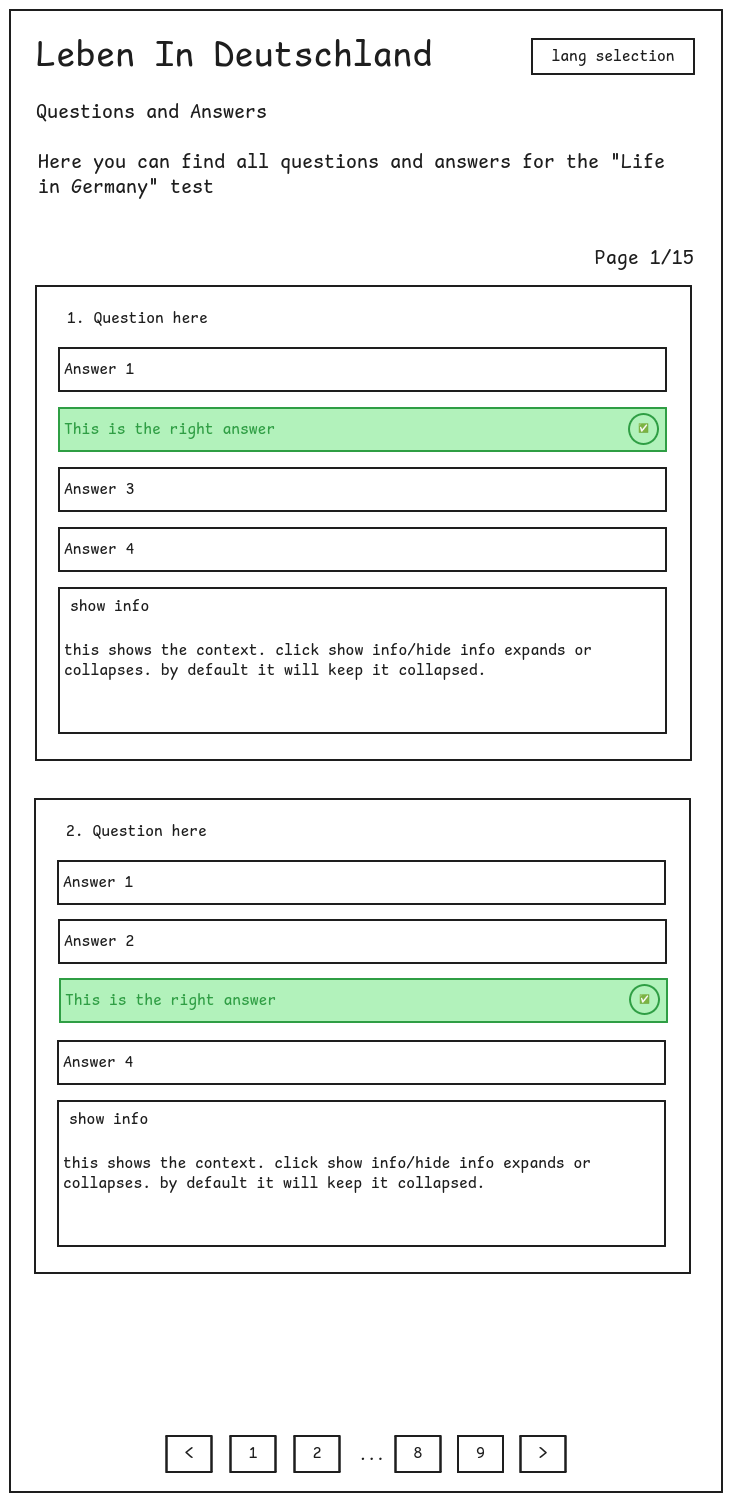 Leben In Deutschland
lang selection
Questions and Answers
Here you can find all questions and answers for the "Life
in Germany" test
Page 1/15
1. Question here
Answer 1
This is the right answer
Answer 3
Answer 4
show info
this shows the context. click show info/hide info expands or
collapses. by default it will keep it collapsed.
2. Question here
Answer 1
Answer 2
This is the right answer
Answer 4
show info
this shows the context. click show info/hide info expands or
collapses. by default it will keep it collapsed.
< 1 2 ... 8 9 >